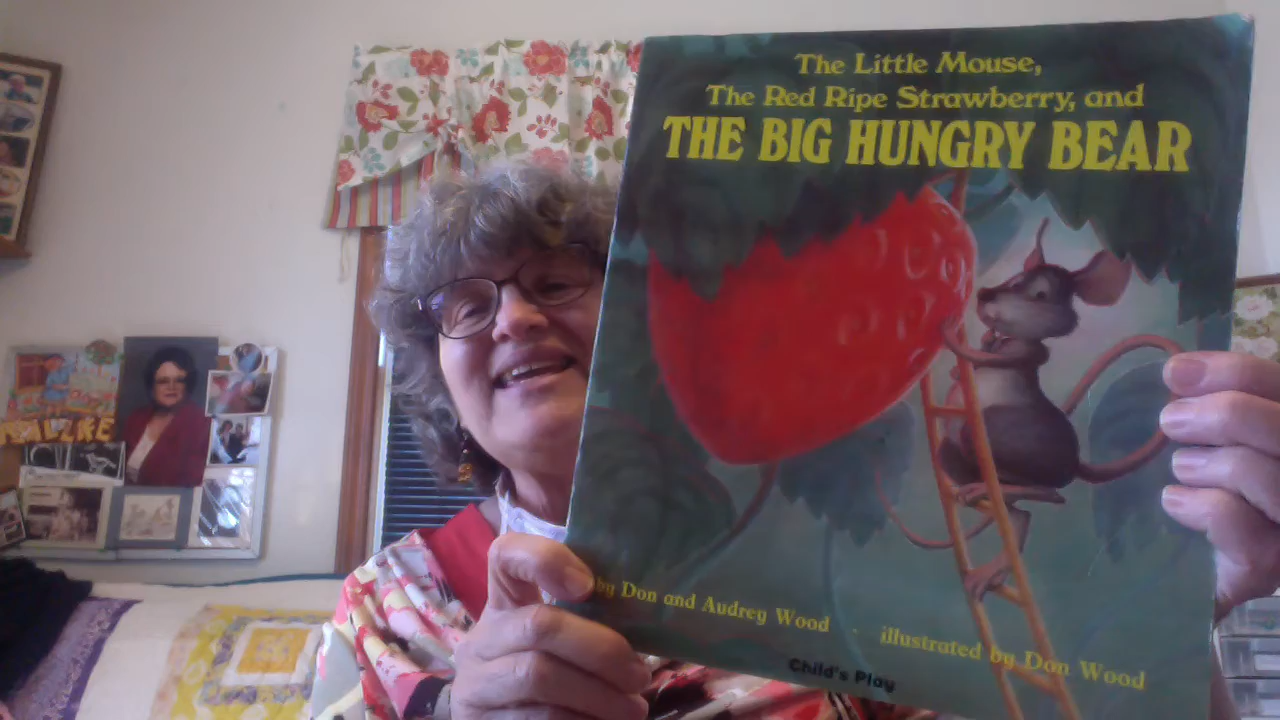 The Little Mouse,
The Red Ripe Strawberry, and
THE BIG HUNGRY BEAR
by Don and Audrey Wood · illustrated by Don Wood
Child's Play